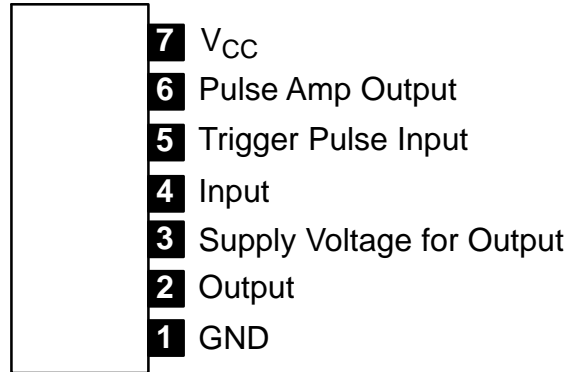 7 VCC
6 Pulse Amp Output
5 Trigger Pulse Input
4 Input
3 Supply Voltage for Output
2 Output
1 GND